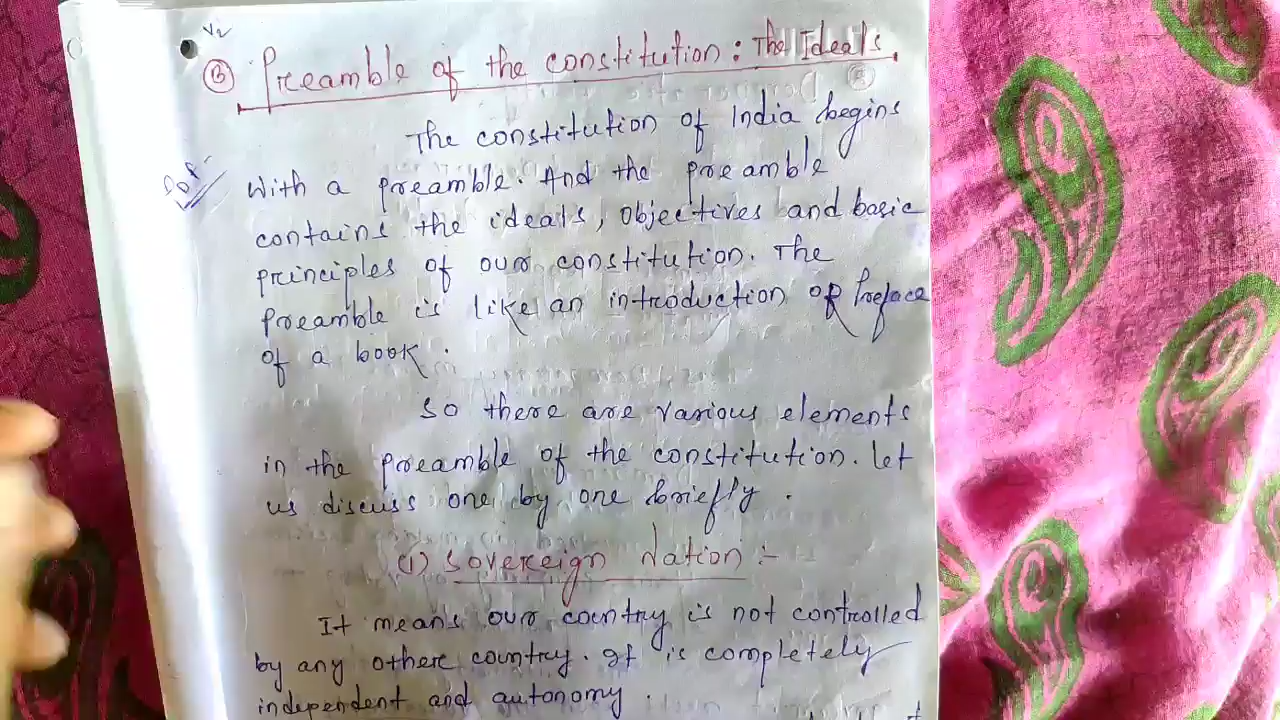 V2
(B) Preamble of the constitution : The Ideals.
The constitution of India begins
Def-
With a preamble. And the preamble
contains the ideals, objectives and basic
principles of our constitution. The
preamble is like an introduction or Preface
of a book.
So there are various elements
in the preamble of the constitution. let
us discuss one by one briefly.
(1) Sovereign Nation :-
It means our country is not controlled
by any other country. It is completely
independent and autonomy.